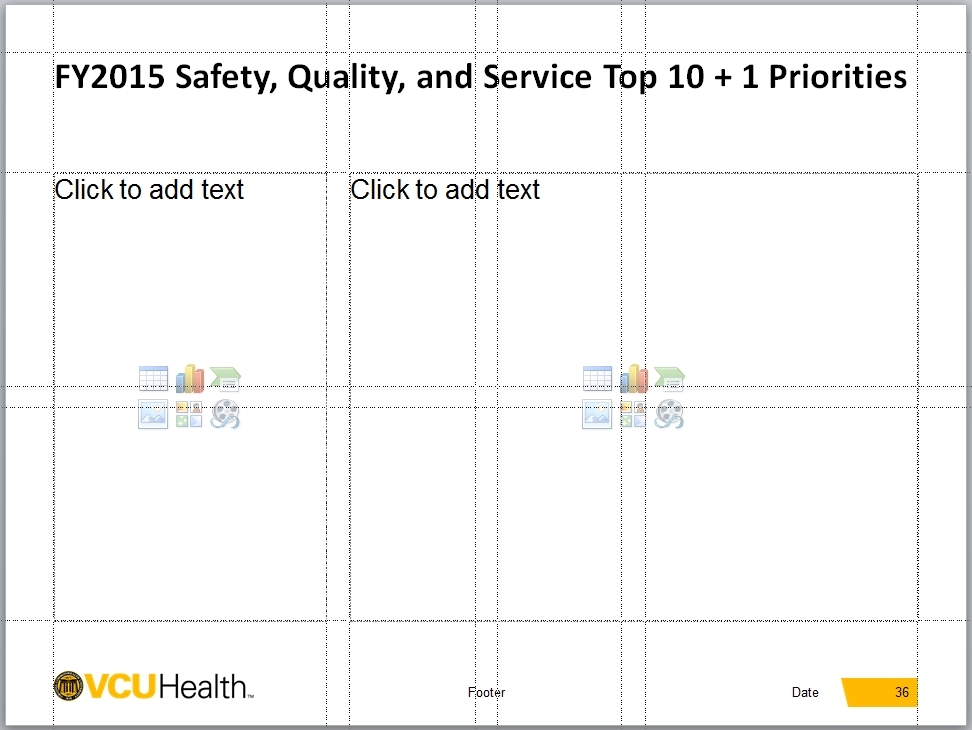 FY2015 Safety, Quality, and Service Top 10 + 1 Priorities
Click to add text
Click to add text
VCUHealth™
Footer
Date
36